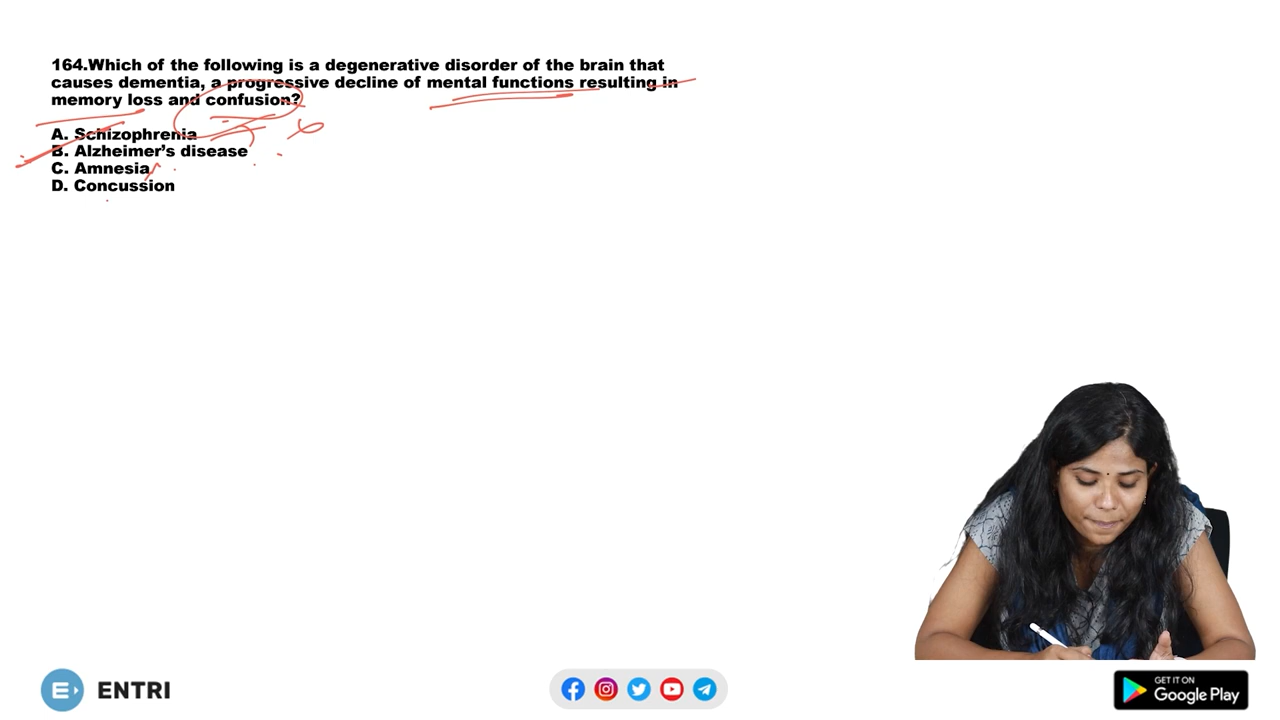 164.Which of the following is a degenerative disorder of the brain that
causes dementia, a progressive decline of mental functions resulting in
memory loss and confusion?
A. Schizophrenia
B. Alzheimer’s disease
C. Amnesia
D. Concussion
E ENTRI
GET IT ON
Google Play